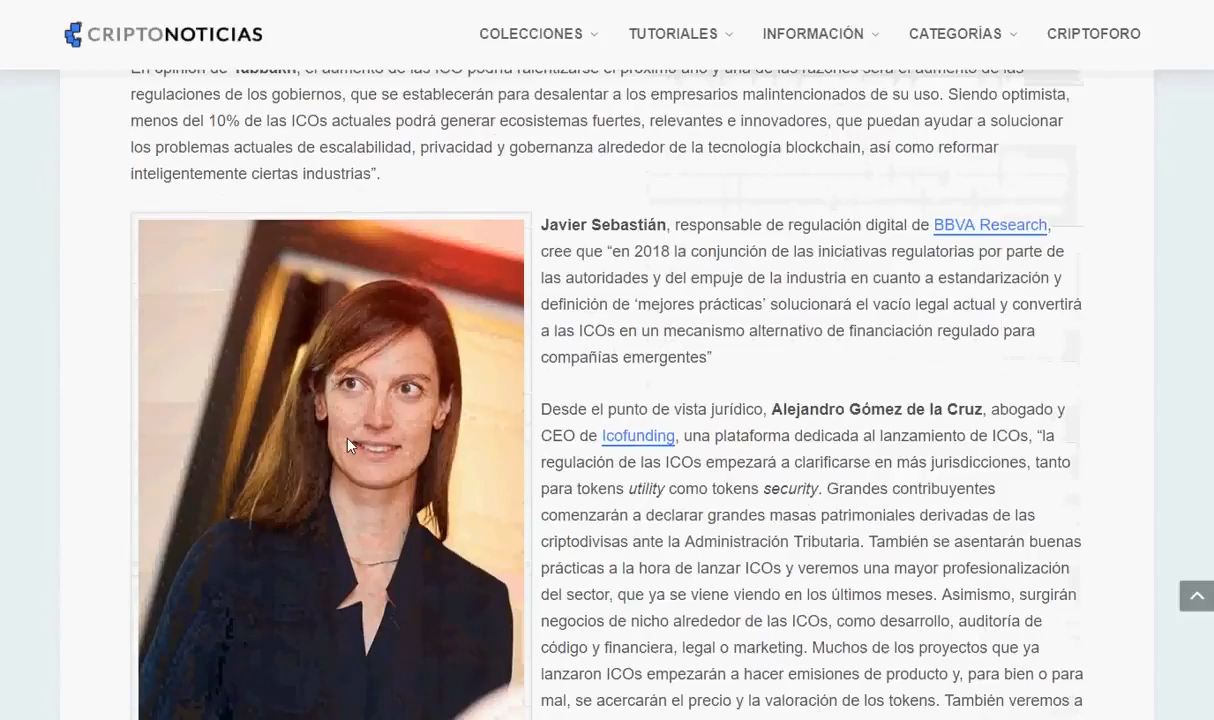 CRIPTONOTICIAS
COLECCIONES TUTORIALES INFORMACIÓN CATEGORÍAS CRIPTOFORO
En opinión de Tabbakh, el aumento de las ICO podría ralentizarse el próximo año y una de las razones será el aumento de las
regulaciones de los gobiernos, que se establecerán para desalentar a los empresarios malintencionados de su uso. Siendo optimista,
menos del 10% de las ICOs actuales podrá generar ecosistemas fuertes, relevantes e innovadores, que puedan ayudar a solucionar
los problemas actuales de escalabilidad, privacidad y gobernanza alrededor de la tecnología blockchain, así como reformar
inteligentemente ciertas industrias”.
Javier Sebastián, responsable de regulación digital de BBVA Research,
cree que “en 2018 la conjunción de las iniciativas regulatorias por parte de
las autoridades y del empuje de la industria en cuanto a estandarización y
definición de ‘mejores prácticas’ solucionará el vacío legal actual y convertirá
a las ICOs en un mecanismo alternativo de financiación regulado para
compañías emergentes”
Desde el punto de vista jurídico, Alejandro Gómez de la Cruz, abogado y
CEO de Icofunding, una plataforma dedicada al lanzamiento de ICOs, “la
regulación de las ICOs empezará a clarificarse en más jurisdicciones, tanto
para tokens utility como tokens security. Grandes contribuyentes
comenzarán a declarar grandes masas patrimoniales derivadas de las
criptodivisas ante la Administración Tributaria. También se asentarán buenas
prácticas a la hora de lanzar ICOs y veremos una mayor profesionalización
del sector, que ya se viene viendo en los últimos meses. Asimismo, surgirán
negocios de nicho alrededor de las ICOs, como desarrollo, auditoría de
código y financiera, legal o marketing. Muchos de los proyectos que ya
lanzaron ICOs empezarán a hacer emisiones de producto y, para bien o para
mal, se acercarán el precio y la valoración de los tokens. También veremos a